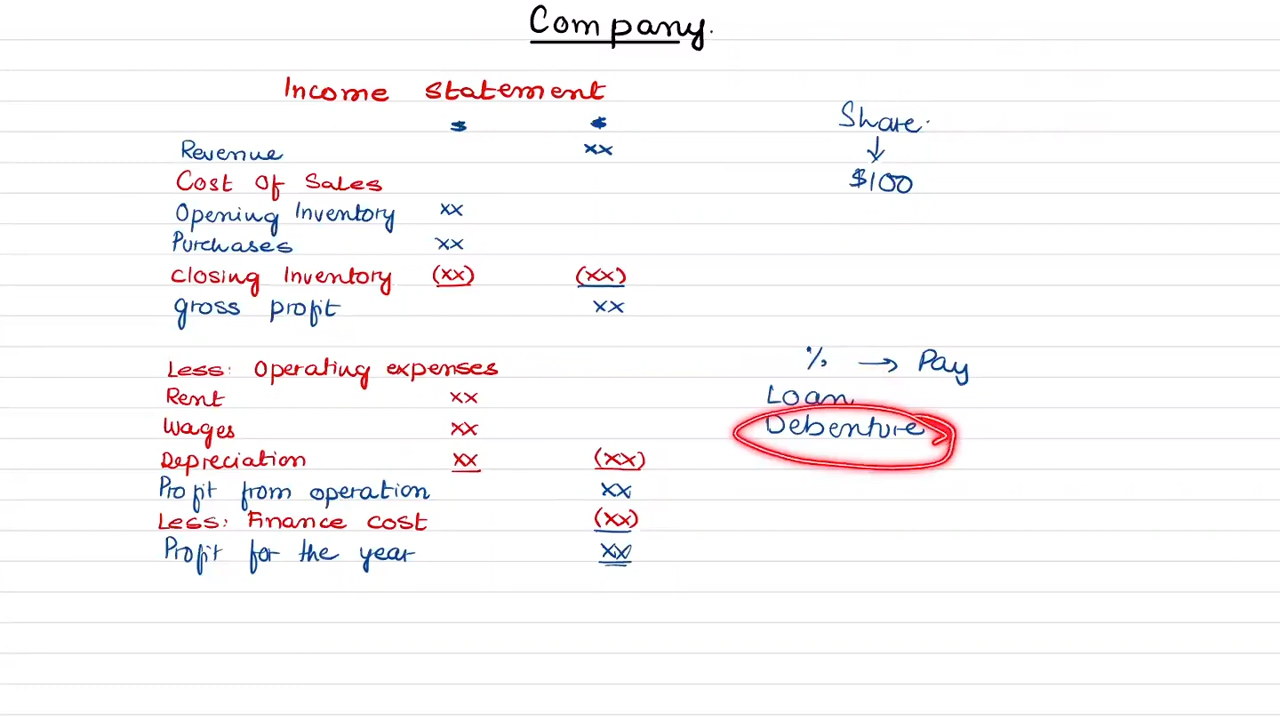 Company.
Income statement
$ $
Revenue xx
Cost Of Sales
Opening Inventory xx
Purchases xx
Closing Inventory (xx) (xx)
gross profit xx
Less: Operating expenses
Rent xx
Wages xx
Depreciation xx (xx)
Profit from operation xx
Less: Finance cost (xx)
Profit for the year xx
Share.
↓
$100
% → Pay
Loan
Debenture